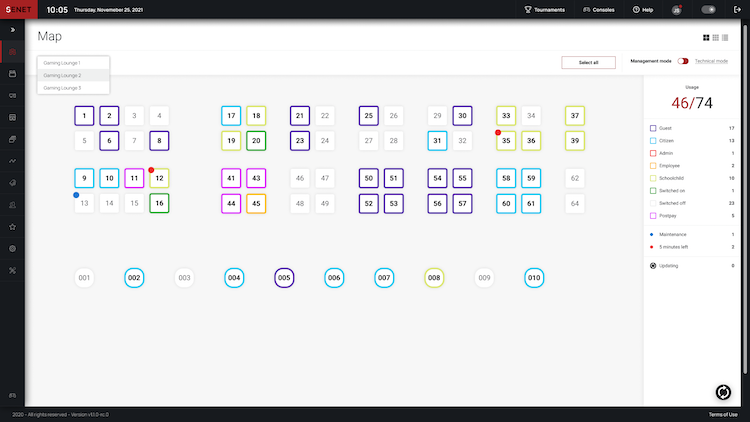 SENET 10:05 Thursday, Novemeber 25, 2021 Tournaments Consoles Help JS
Map
Gaming Lounge 1
Gaming Lounge 2
Gaming Lounge 3
Select all Management mode Technical mode
Usage
46/74
Guest 17
Citizen 13
Admin 1
Employee 2
Schoolchild 10
Switched on 1
Switched off 23
Postpay 5
Maintenance 1
5 minutes left 2
Updating 0
1 2 3 4 17 18 21 22 25 26 29 30 33 34 37
5 6 7 8 19 20 23 24 27 28 31 32 35 36 39
9 10 11 12 41 43 46 47 50 51 54 55 58 59 62
13 14 15 16 44 45 48 49 52 53 56 57 60 61 64
001 002 003 004 005 006 007 008 009 010
2020 - All rights reserved - Version v1.1.0 rc.0 Terms of Use